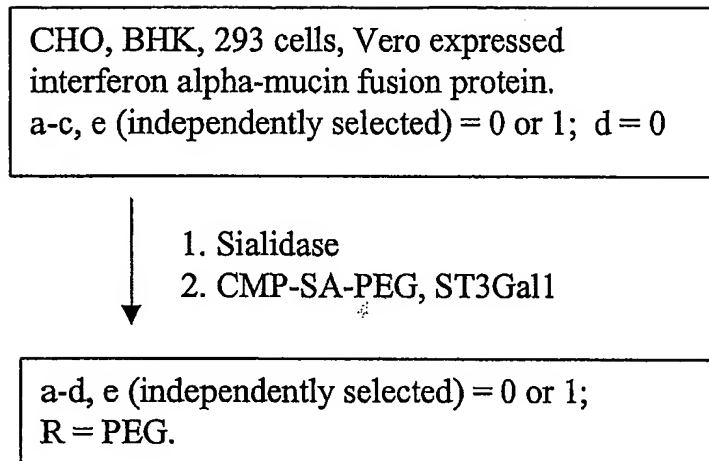 CHO, BHK, 293 cells, Vero expressed
interferon alpha-mucin fusion protein.
a-c, e (independently selected) = 0 or 1; d = 0
1. Sialidase
2. CMP-SA-PEG, ST3Gal1
a-d, e (independently selected) = 0 or 1;
R = PEG.